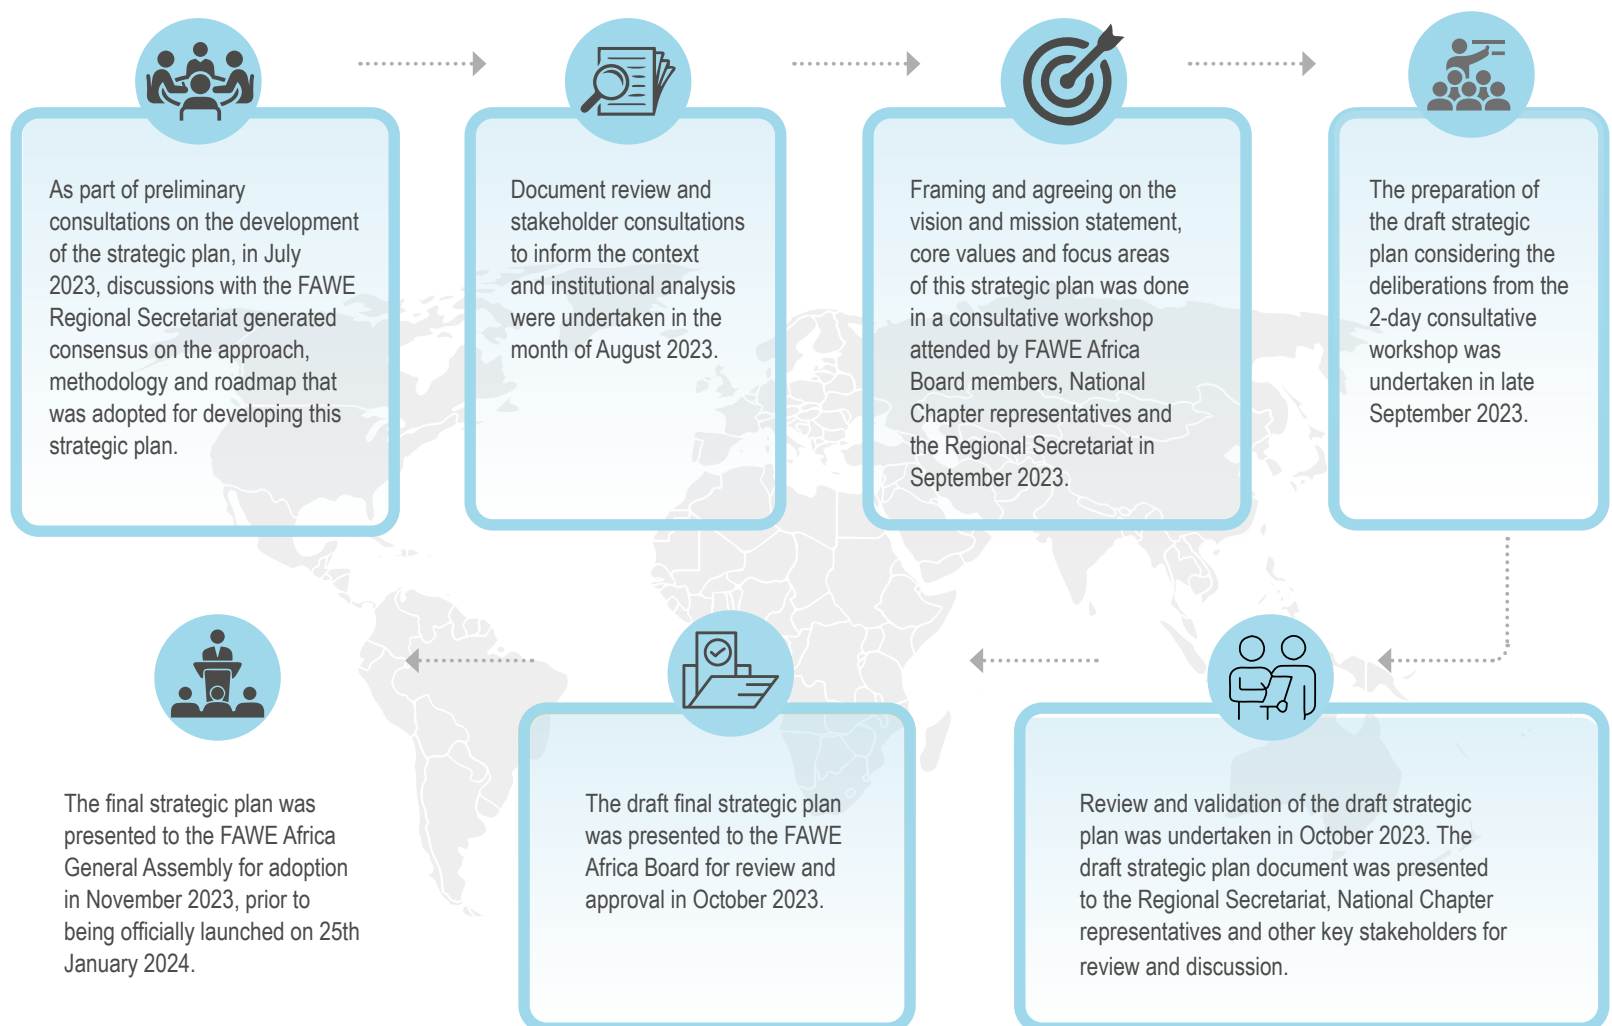 As part of preliminary
consultations on the development
of the strategic plan, in July
2023, discussions with the FAWE
Regional Secretariat generated
consensus on the approach,
methodology and roadmap that
was adopted for developing this
strategic plan.
Document review and
stakeholder consultations
to inform the context
and institutional analysis
were undertaken in the
month of August 2023.
Framing and agreeing on the
vision and mission statement,
core values and focus areas
of this strategic plan was done
in a consultative workshop
attended by FAWE Africa
Board members, National
Chapter representatives and
the Regional Secretariat in
September 2023.
The preparation of
the draft strategic
plan considering the
deliberations from the
2-day consultative
workshop was
undertaken in late
September 2023.
Review and validation of the draft strategic
plan was undertaken in October 2023. The
draft strategic plan document was presented
to the Regional Secretariat, National Chapter
representatives and other key stakeholders for
review and discussion.
The draft final strategic plan
was presented to the FAWE
Africa Board for review and
approval in October 2023.
The final strategic plan was
presented to the FAWE Africa
General Assembly for adoption
in November 2023, prior to
being officially launched on 25th
January 2024.